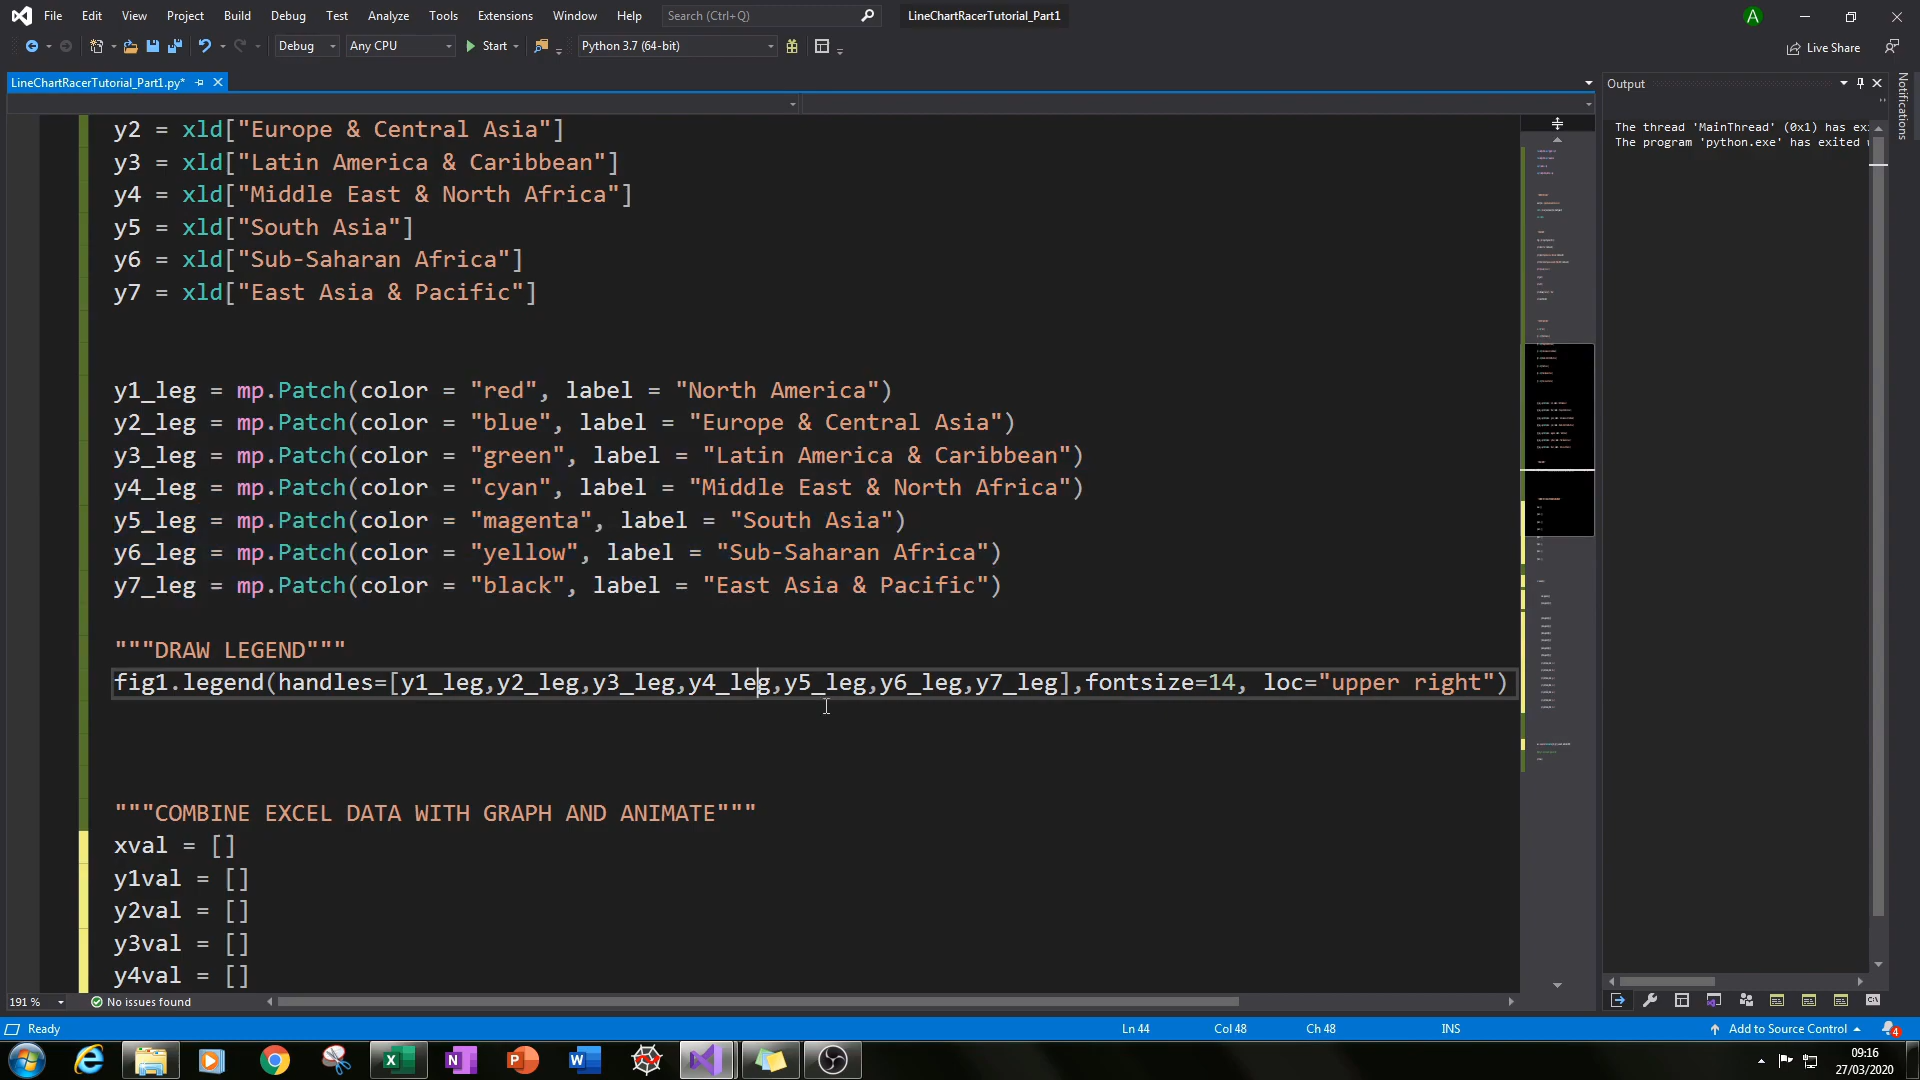 File Edit View Project Build Debug Test Analyze Tools Extensions Window Help Search (Ctrl+Q) LineChartRacerTutorial_Part1 A
Debug Any CPU Start Python 3.7 (64-bit) Live Share
LineChartRacerTutorial_Part1.py* Output
Notifications
y2 = xld["Europe & Central Asia"]
y3 = xld["Latin America & Caribbean"]
y4 = xld["Middle East & North Africa"]
y5 = xld["South Asia"]
y6 = xld["Sub-Saharan Africa"]
y7 = xld["East Asia & Pacific"]
y1_leg = mp.Patch(color = "red", label = "North America")
y2_leg = mp.Patch(color = "blue", label = "Europe & Central Asia")
y3_leg = mp.Patch(color = "green", label = "Latin America & Caribbean")
y4_leg = mp.Patch(color = "cyan", label = "Middle East & North Africa")
y5_leg = mp.Patch(color = "magenta", label = "South Asia")
y6_leg = mp.Patch(color = "yellow", label = "Sub-Saharan Africa")
y7_leg = mp.Patch(color = "black", label = "East Asia & Pacific")
"""DRAW LEGEND"""
fig1.legend(handles=[y1_leg,y2_leg,y3_leg,y4_leg,y5_leg,y6_leg,y7_leg],fontsize=14, loc="upper right")
"""COMBINE EXCEL DATA WITH GRAPH AND ANIMATE"""
xval = []
y1val = []
y2val = []
y3val = []
y4val = []
The thread 'MainThread' (0x1) has
The program 'python.exe' has exited
191 % No issues found
Ready Ln 44 Col 48 Ch 48 INS Add to Source Control 4
09:16
27/03/2020